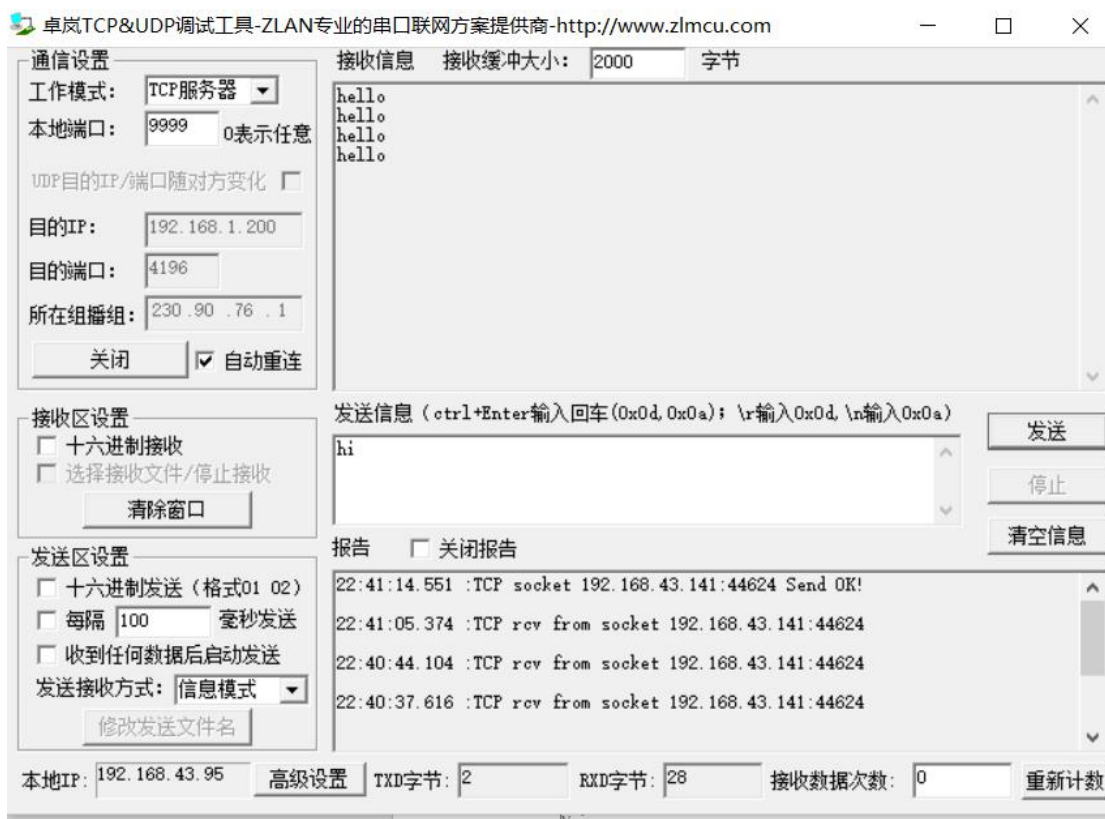 卓岚TCP&UDP调试工具-ZLAN专业的串口联网方案提供商-http://www.zlmcu.com
通信设置
工作模式： TCP服务器
本地端口： 9999 0表示任意
UDP目的IP/端口随对方变化
目的IP： 192.168.1.200
目的端口： 4196
所在组播组： 230 .90 .76 .1
关闭 自动重连
接收区设置
十六进制接收
选择接收文件/停止接收
清除窗口
发送区设置
十六进制发送（格式01 02）
每隔 100 毫秒发送
收到任何数据后启动发送
发送接收方式： 信息模式
修改发送文件名
接收信息 接收缓冲大小： 2000 字节
hello
hello
hello
hello
发送信息（ctrl+Enter输入回车(0x0d,0x0a)；\r输入0x0d,\n输入0x0a）
hi
发送
停止
清空信息
报告 关闭报告
22:41:14.551 :TCP socket 192.168.43.141:44624 Send OK!
22:41:05.374 :TCP rcv from socket 192.168.43.141:44624
22:40:44.104 :TCP rcv from socket 192.168.43.141:44624
22:40:37.616 :TCP rcv from socket 192.168.43.141:44624
本地IP: 192.168.43.95 高级设置 TXD字节: 2 RXD字节: 28 接收数据次数: 0 重新计数